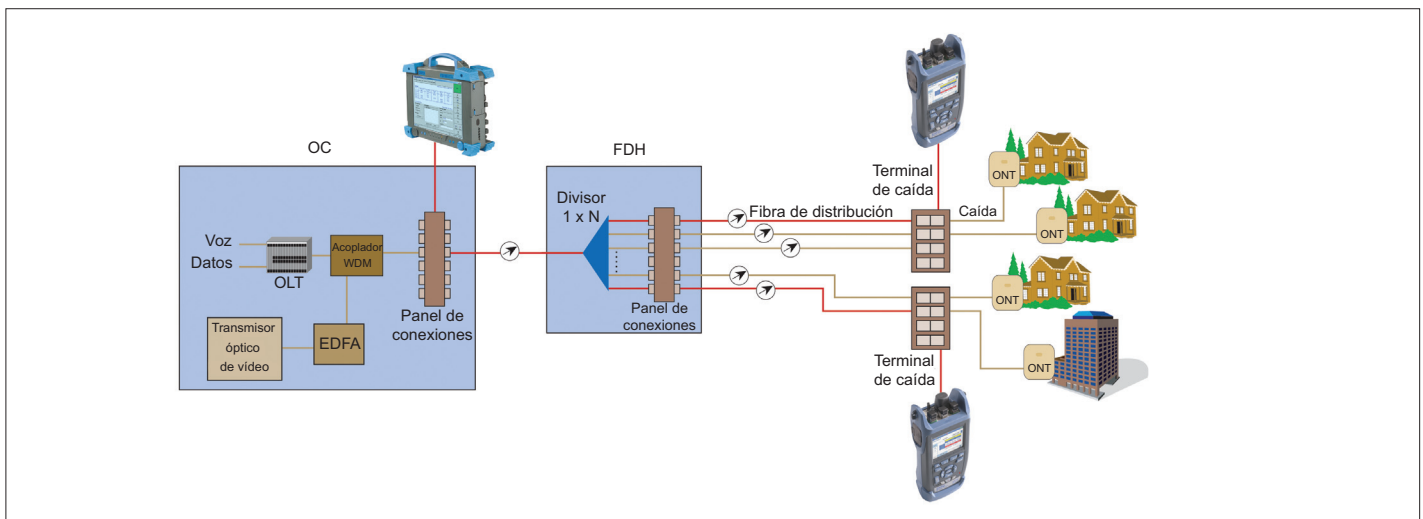 OC
Voz
Datos
OLT
Acoplador
WDM
Transmisor
óptico
de vídeo
EDFA
Panel de
conexiones
FDH
Divisor
1 x N
Panel de
conexiones
Fibra de distribución
Terminal
de caída
Caída
ONT
ONT
ONT
ONT
Terminal
de caída